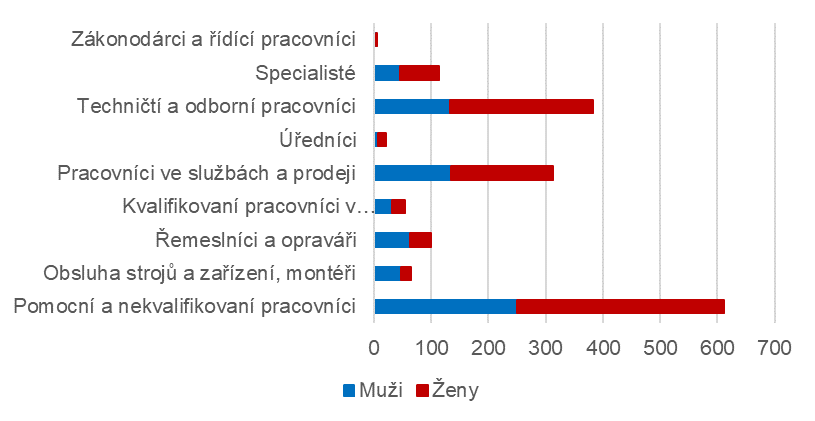 Zákonodárci a řídící pracovníci
Specialisté
Techničtí a odborní pracovníci
Úředníci
Pracovníci ve službách a prodeji
Kvalifikovaní pracovníci v…
Řemeslníci a opraváři
Obsluha strojů a zařízení, montéři
Pomocní a nekvalifikovaní pracovníci
0 100 200 300 400 500 600 700
Muži Ženy